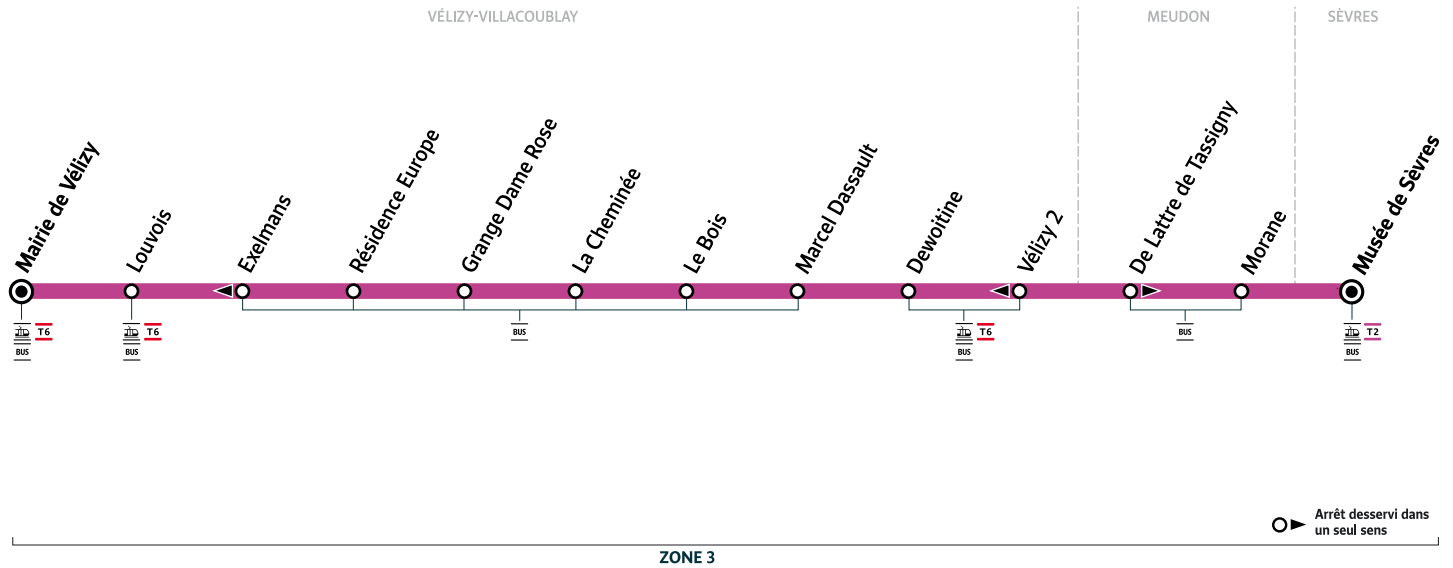 VÉLIZY-VILLACOUBLAY
MEUDON
SÈVRES
Mairie de Vélizy
Louvois
Exelmans
Résidence Europe
Grange Dame Rose
La Cheminée
Le Bois
Marcel Dassault
Dewoitine
Vélizy 2
De Lattre de Tassigny
Morane
Musée de Sèvres
T6
BUS
T6
BUS
BUS
T6
BUS
BUS
T2
BUS
Arrêt desservi dans
un seul sens
ZONE 3